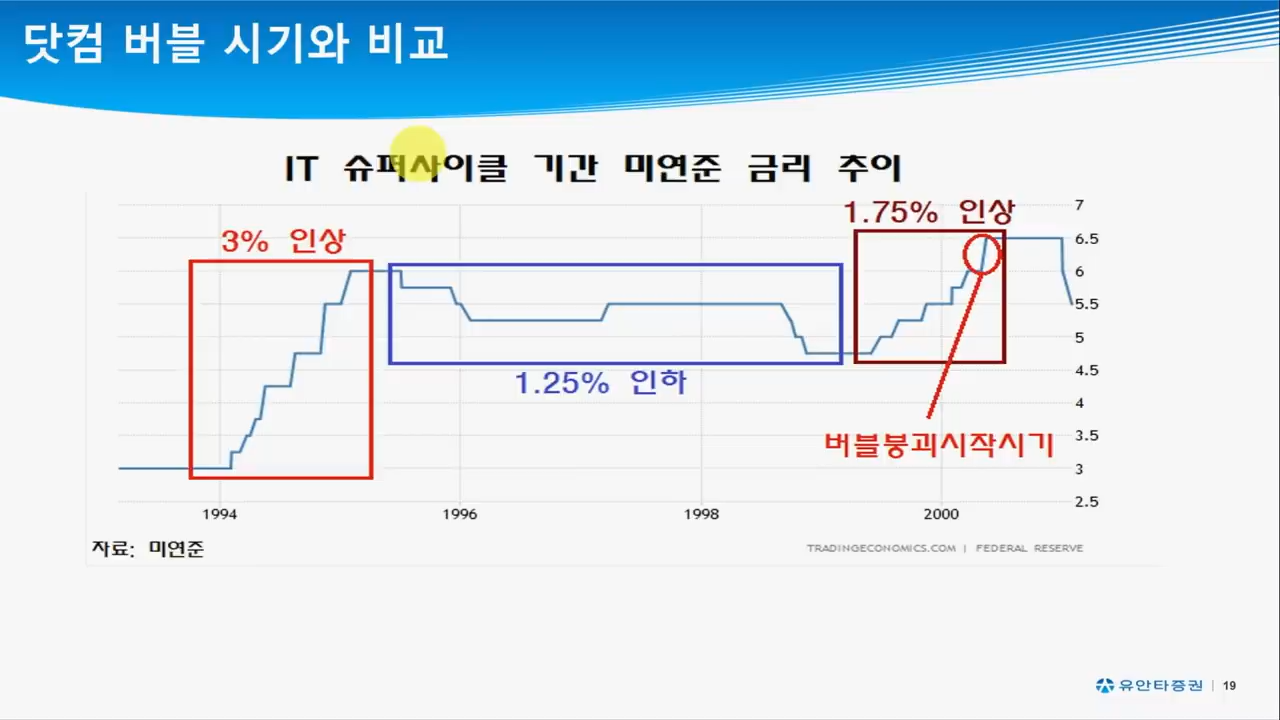 닷컴 버블 시기와 비교
IT 슈퍼사이클 기간 미연준 금리 추이
1.75% 인상
3% 인상
7
6.5
6
5.5
5
4.5
4
3.5
3
2.5
1.25% 인하
버블붕괴시작시기
1994
1996
1998
2000
자료: 미연준
TRADINGECONOMICS.COM | FEDERAL RESERVE
유안타증권 | 19